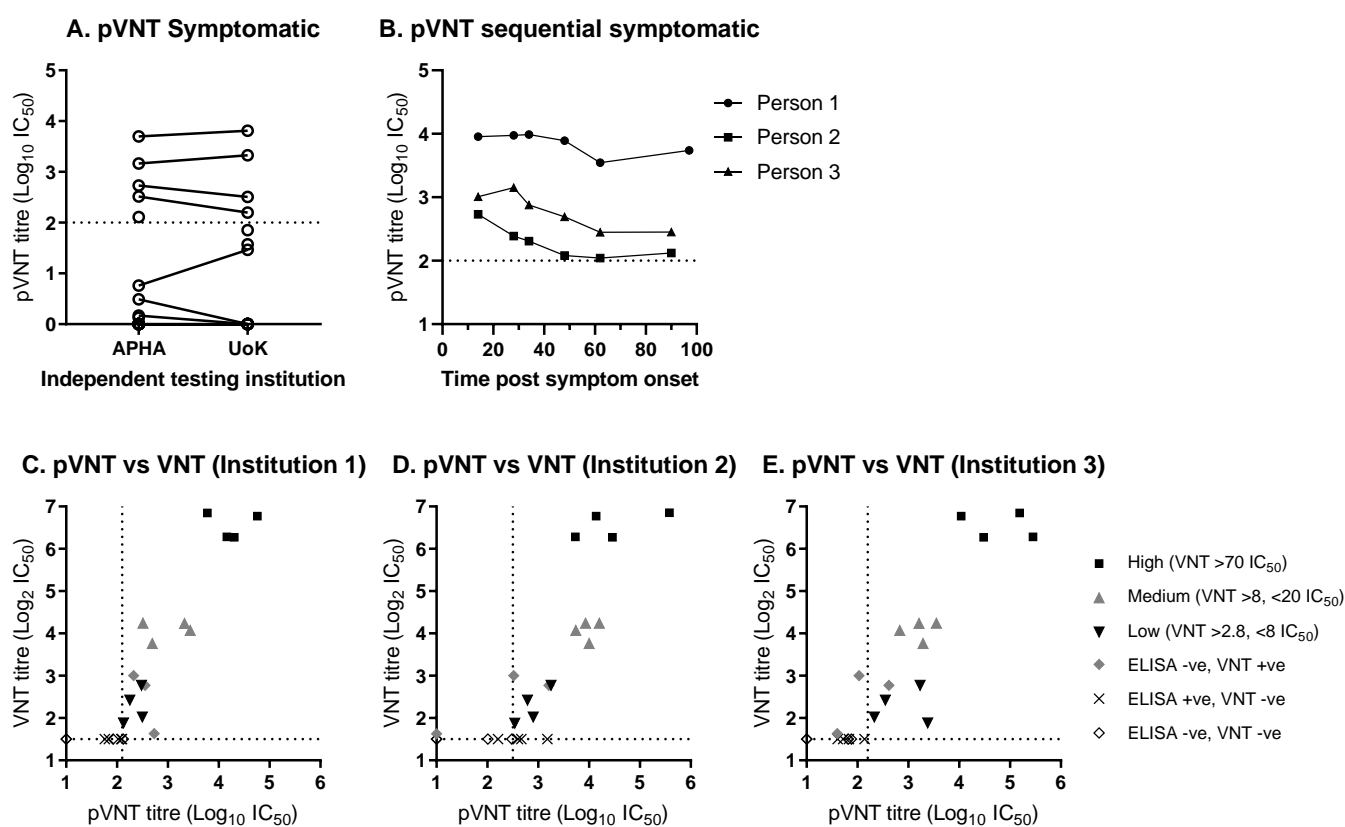 A. pVNT Symptomatic
pVNT titre (Log₁₀ IC₅₀)
5
4
3
2
1
0
APHA UoK
Independent testing institution
B. pVNT sequential symptomatic
pVNT titre (Log₁₀ IC₅₀)
5
4
3
2
1
0 20 40 60 80 100
Time post symptom onset
Person 1
Person 2
Person 3
C. pVNT vs VNT (Institution 1)
VNT titre (Log₂ IC₅₀)
7
6
5
4
3
2
1
1 2 3 4 5 6
pVNT titre (Log₁₀ IC₅₀)
D. pVNT vs VNT (Institution 2)
VNT titre (Log₂ IC₅₀)
7
6
5
4
3
2
1
1 2 3 4 5 6
pVNT titre (Log₁₀ IC₅₀)
E. pVNT vs VNT (Institution 3)
VNT titre (Log₂ IC₅₀)
7
6
5
4
3
2
1
1 2 3 4 5 6
pVNT titre (Log₁₀ IC₅₀)
High (VNT >70 IC₅₀)
Medium (VNT >8, <20 IC₅₀)
Low (VNT >2.8, <8 IC₅₀)
ELISA -ve, VNT +ve
ELISA +ve, VNT -ve
ELISA -ve, VNT -ve